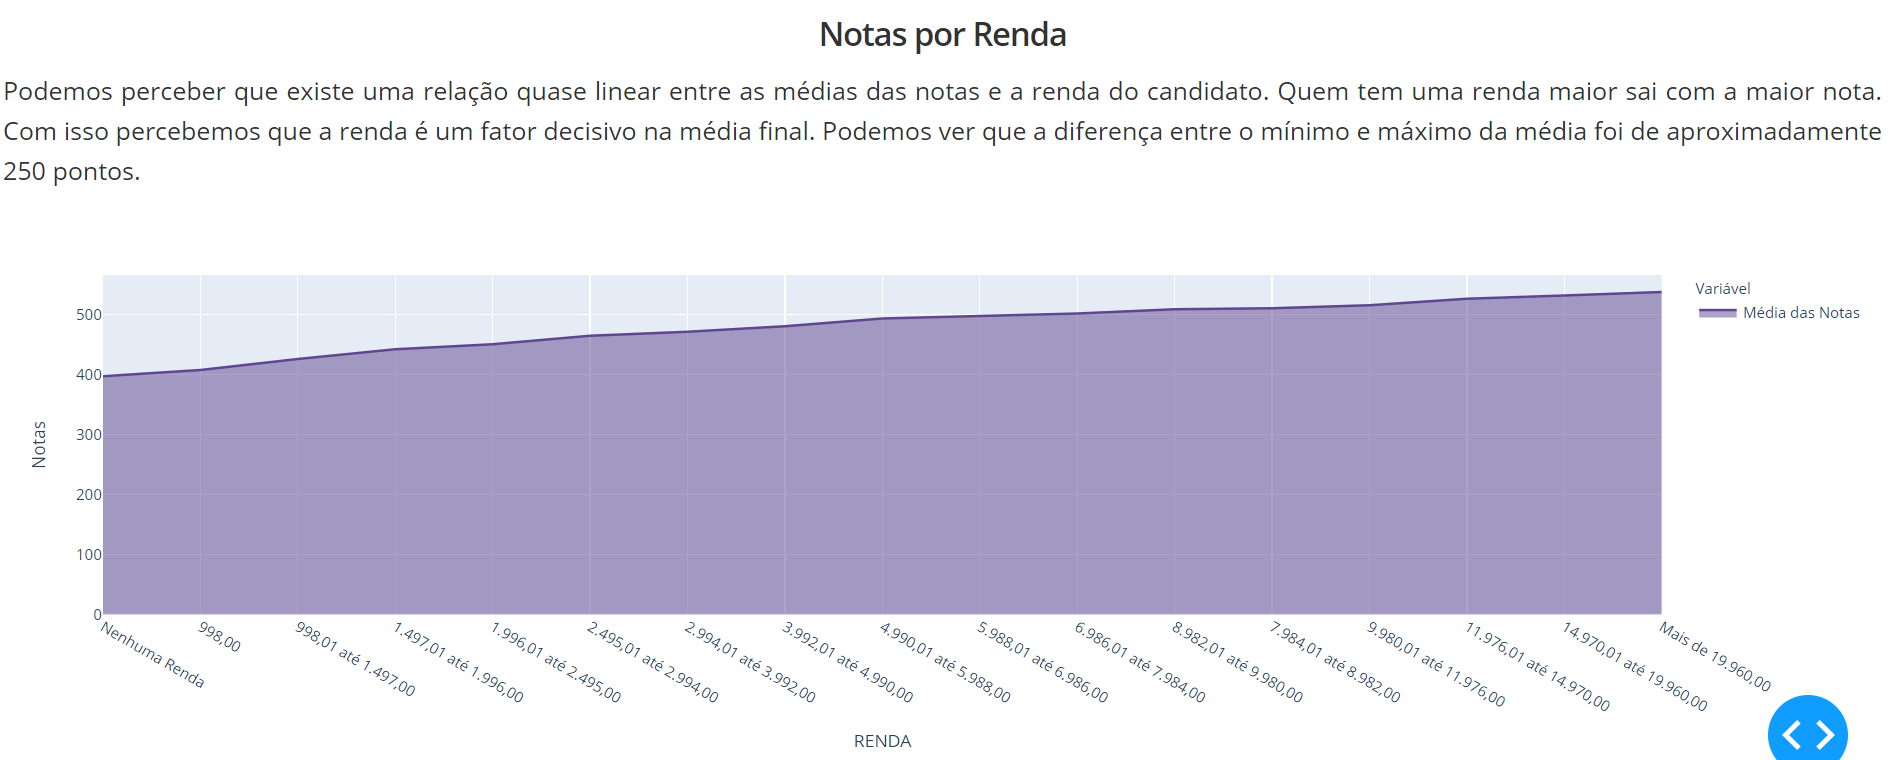 Notas por Renda
Podemos perceber que existe uma relação quase linear entre as médias das notas e a renda do candidato. Quem tem uma renda maior sai com a maior nota.
Com isso percebemos que a renda é um fator decisivo na média final. Podemos ver que a diferença entre o mínimo e máximo da média foi de aproximadamente
250 pontos.
Variável
Média das Notas
500
400
300
200
100
0
Notas
Nenhuma Renda
998,00
998,01 até 1.497,00
1.497,01 até 1.996,00
1.996,01 até 2.495,00
2.495,01 até 2.994,00
2.994,01 até 3.992,00
3.992,01 até 4.990,00
4.990,01 até 5.988,00
5.988,01 até 6.986,00
6.986,01 até 7.984,00
8.982,01 até 9.980,00
7.984,01 até 8.982,00
9.980,01 até 11.976,00
11.976,01 até 14.970,00
14.970,01 até 19.960,00
Mais de 19.960,00
RENDA